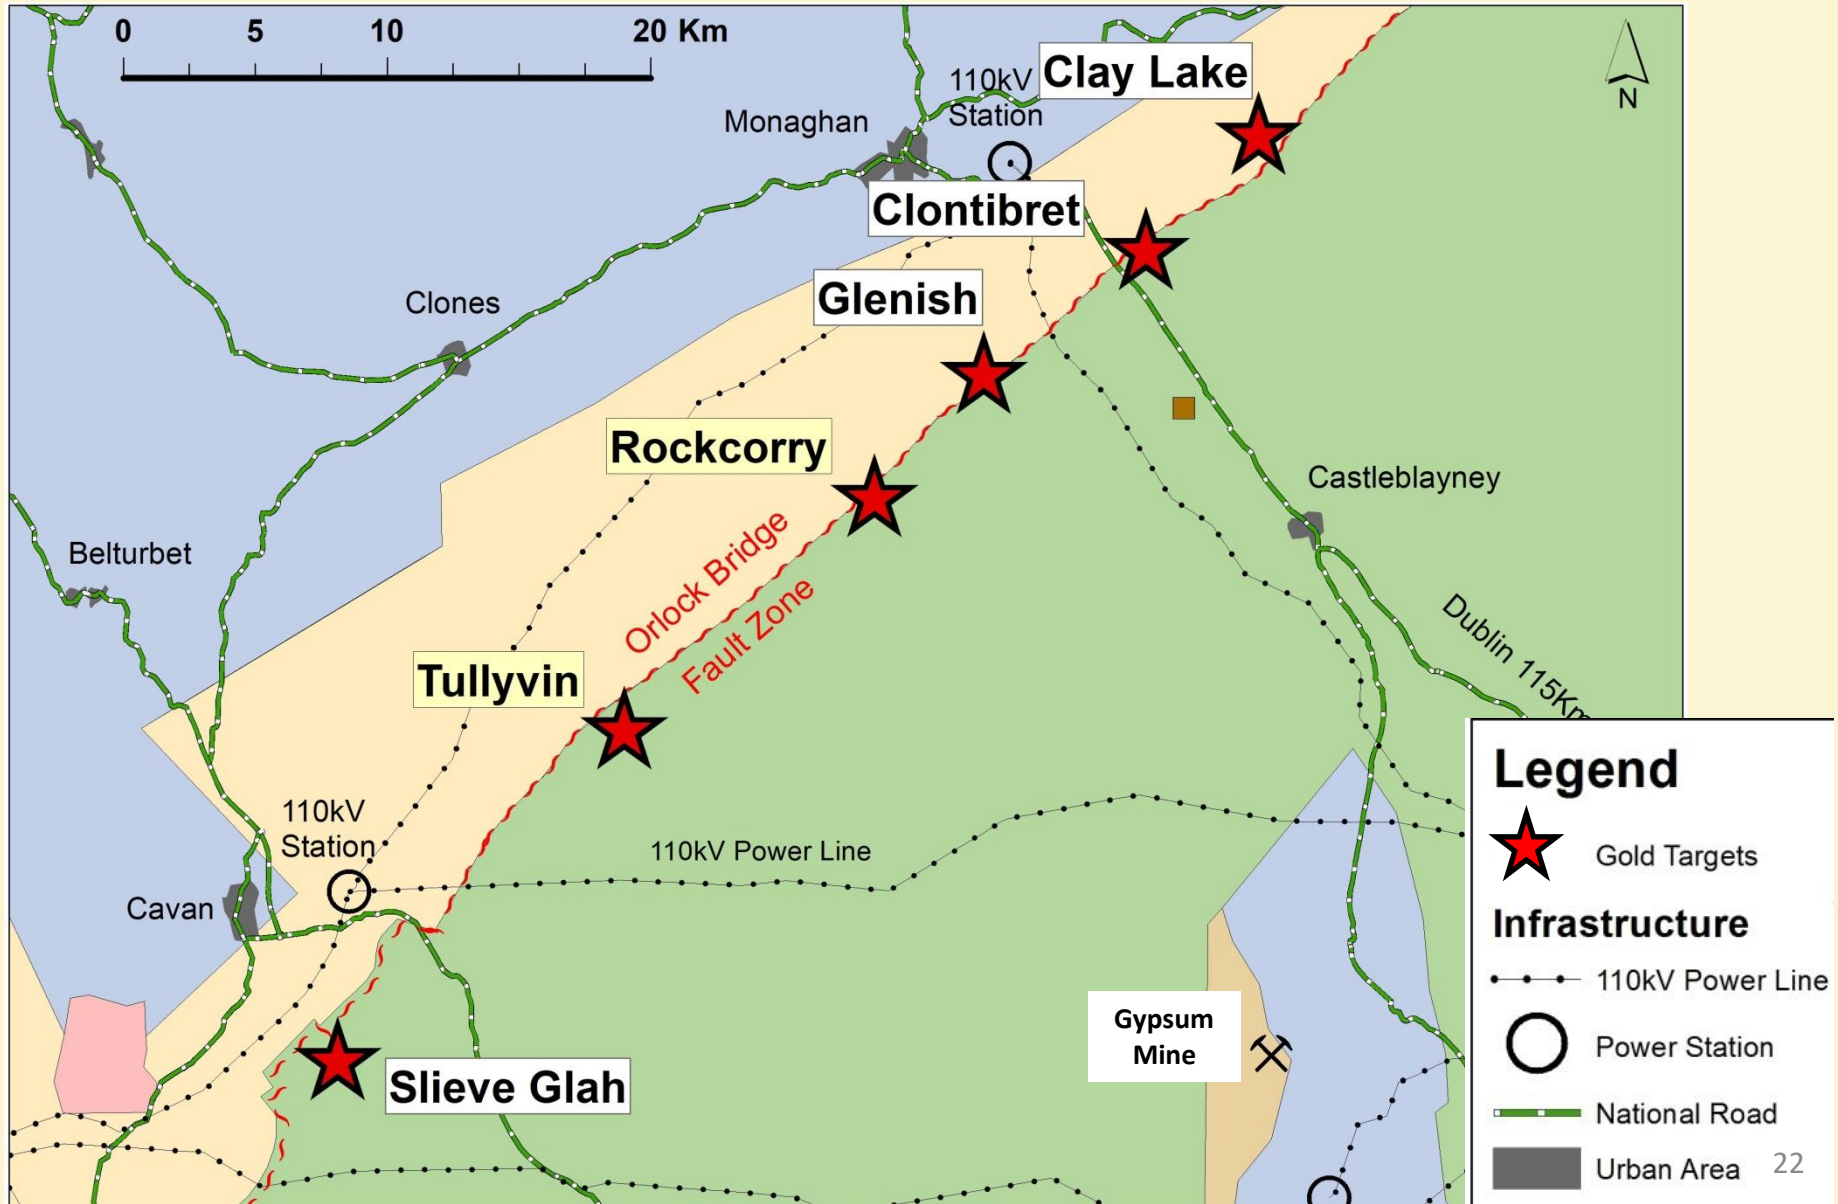 0 5 10 20 Km
Clay Lake
110kV
Station
N
Monaghan
Clontibret
Glenish
Clones
Rockcorry
Castleblayney
Belturbet
Orlock Bridge
Fault Zone
Dublin 115Km
Tullyvin
110kV
Station
110kV Power Line
Cavan
Gypsum
Mine
Slieve Glah
Legend
Gold Targets
Infrastructure
110kV Power Line
Power Station
National Road
Urban Area
22